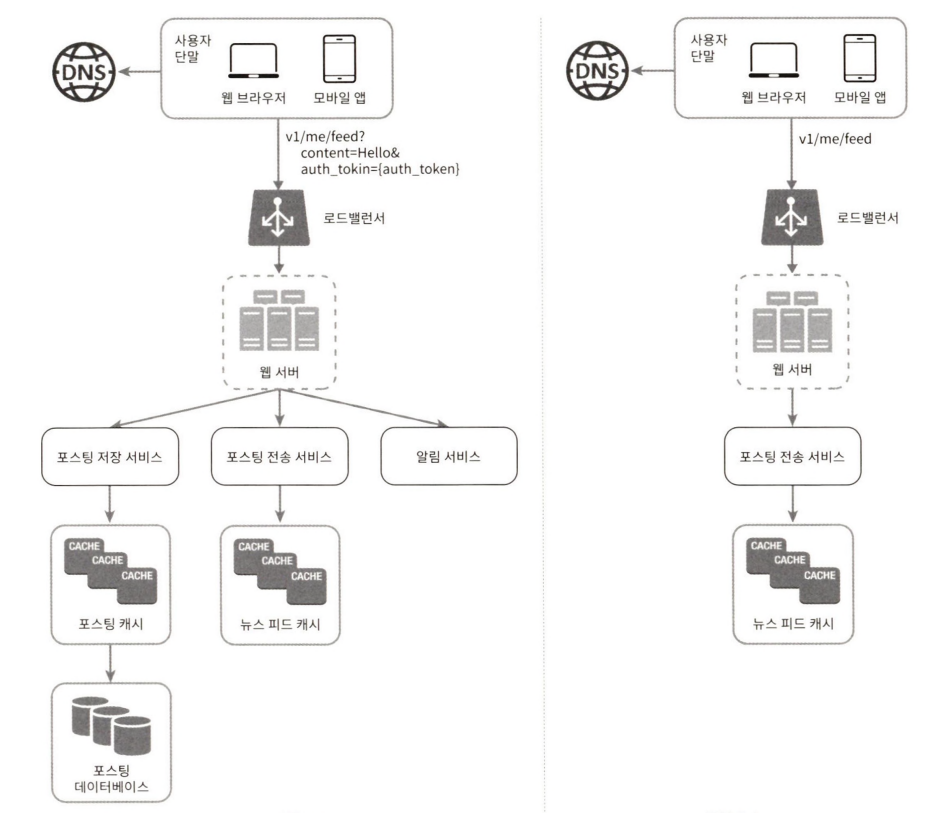 DNS
사용자
단말
웹 브라우저
모바일 앱
v1/me/feed?
content=Hello&
auth_tokin={auth_token}
로드밸런서
웹 서버
포스팅 저장 서비스
포스팅 전송 서비스
알림 서비스
CACHE
CACHE
CACHE
포스팅 캐시
CACHE
CACHE
CACHE
뉴스 피드 캐시
포스팅
데이터베이스
DNS
사용자
단말
웹 브라우저
모바일 앱
v1/me/feed
로드밸런서
웹 서버
포스팅 전송 서비스
CACHE
CACHE
CACHE
뉴스 피드 캐시